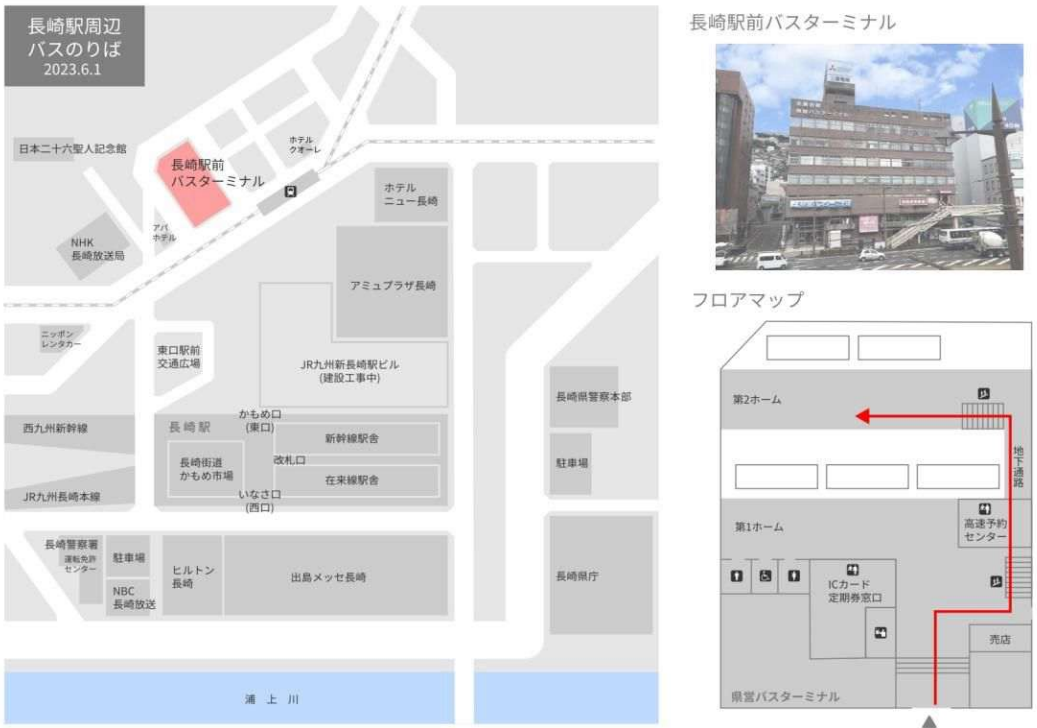 長崎駅周辺
バスのりば
2023.6.1
日本二十六聖人記念館
長崎駅前
バスターミナル
ホテル
クオーレ
ホテル
ニュー長崎
アパ
ホテル
NHK
長崎放送局
アミュプラザ長崎
ニッポン
レンタカー
東口駅前
交通広場
JR九州新長崎駅ビル
(建設工事中)
長崎県警察本部
かもめ口
(東口)
西九州新幹線
長崎駅
新幹線駅舎
長崎街道
かもめ市場
改札口
駐車場
在来線駅舎
JR九州長崎本線
いなさ口
(西口)
長崎警察署
運転免許
センター
駐車場
ヒルトン
長崎
出島メッセ長崎
長崎県庁
NBC
長崎放送
浦上川
長崎駅前バスターミナル
フロアマップ
第2ホーム
地下通路
第1ホーム
高速予約
センター
ICカード
定期券窓口
売店
県営バスターミナル